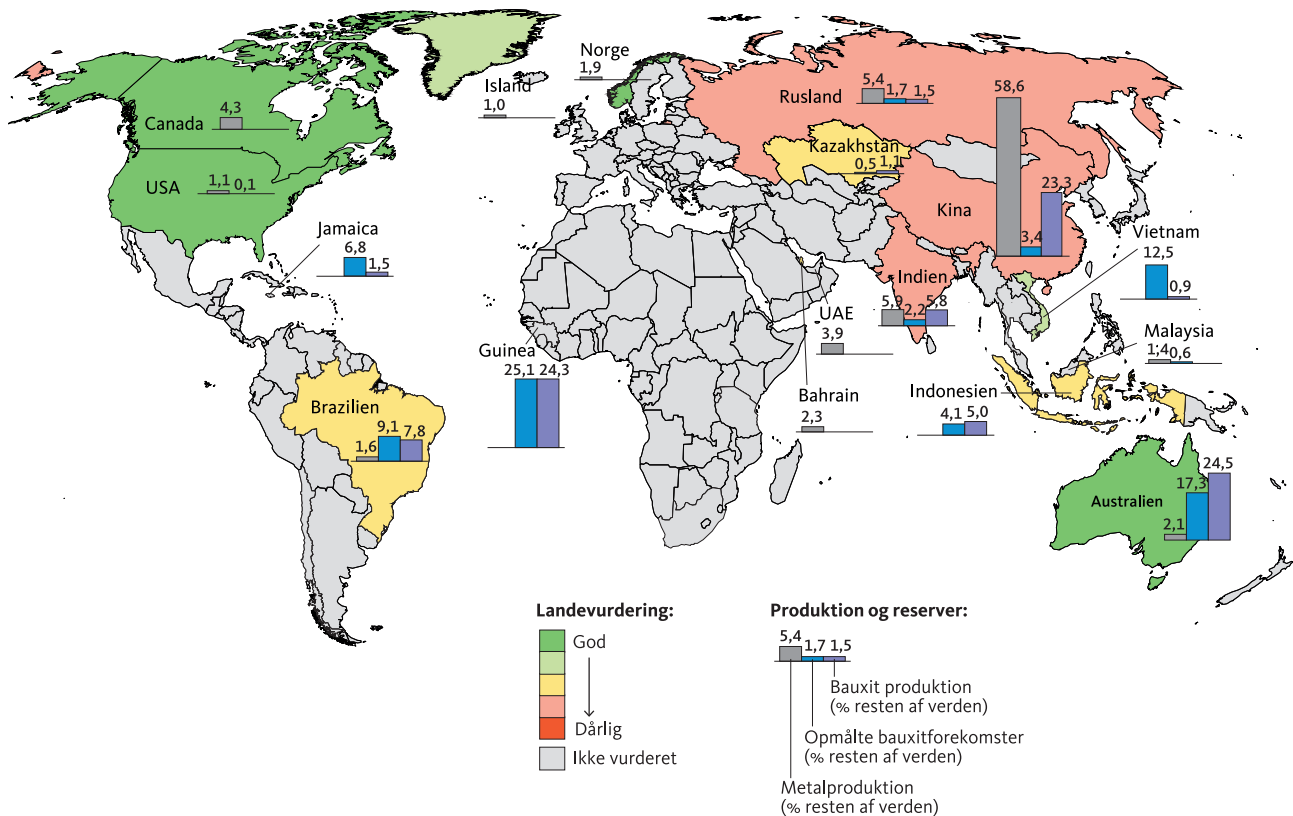 Norge
1,9
Island
1,0
Canada
4,3
USA
1,1 0,1
Jamaica
6,8
1,5
Rusland
5,4
1,7 1,5
58,6
Kazakhstan
0,5 1,1
23,3
Kina
3,4
Vietnam
12,5
0,9
Indien
5,9 2,2 5,8
UAE
3,9
Malaysia
1,4 0,6
Guinea
25,1 24,3
Bahrain
2,3
Indonesien
4,1 5,0
Brazilien
1,6 9,1 7,8
24,5
17,3
Australien
2,1
Landevurdering:
God
Dårlig
Ikke vurderet
Produktion og reserver:
5,4
1,7 1,5
Bauxit produktion
(% resten af verden)
Opmålte bauxitforekomster
(% resten af verden)
Metalproduktion
(% resten af verden)